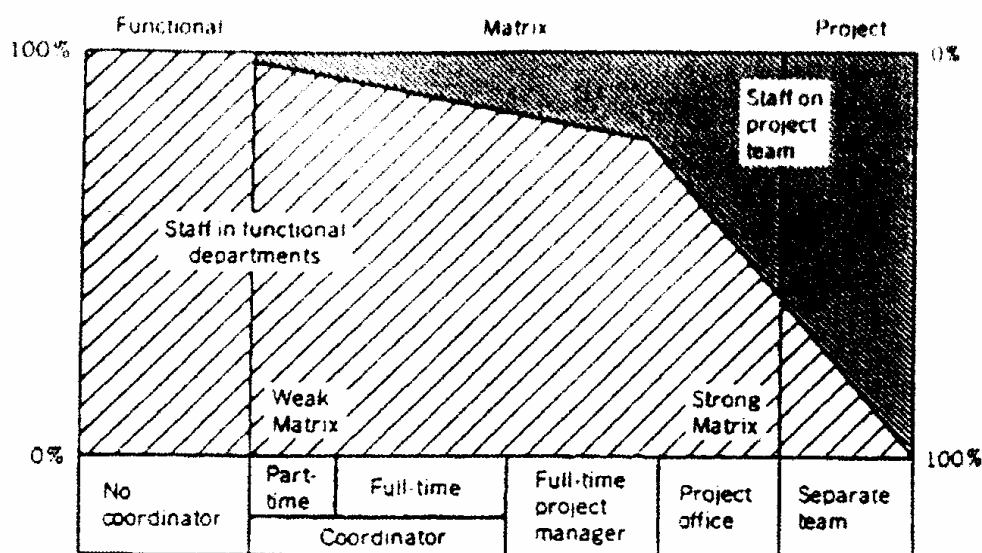 Functional Matrix Project
100% 0%
Staff on
project
team
Staff in functional
departments
Weak
Matrix
Strong
Matrix
0% 100%
No
coordinator
Part-
time
Full-time
Coordinator
Full-time
project
manager
Project
office
Separate
team